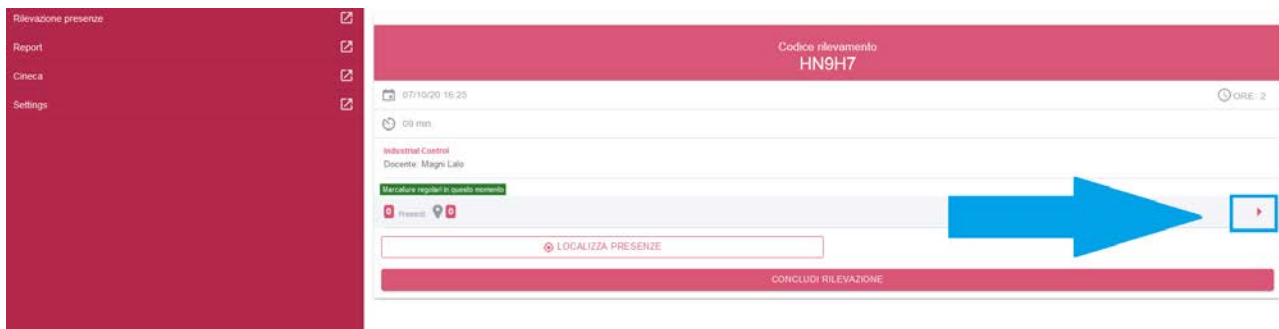 Rilevazione presenze
Report
Cineca
Settings
Codice rilevamento
HN9H7
07/10/20 16:25
ORE: 2
09 min
Industrial Control
Docente: Magni Lalo
Marcature regolari in questo momento
0 Presenti 0
LOCALIZZA PRESENZE
CONCLUDI RILEVAZIONE